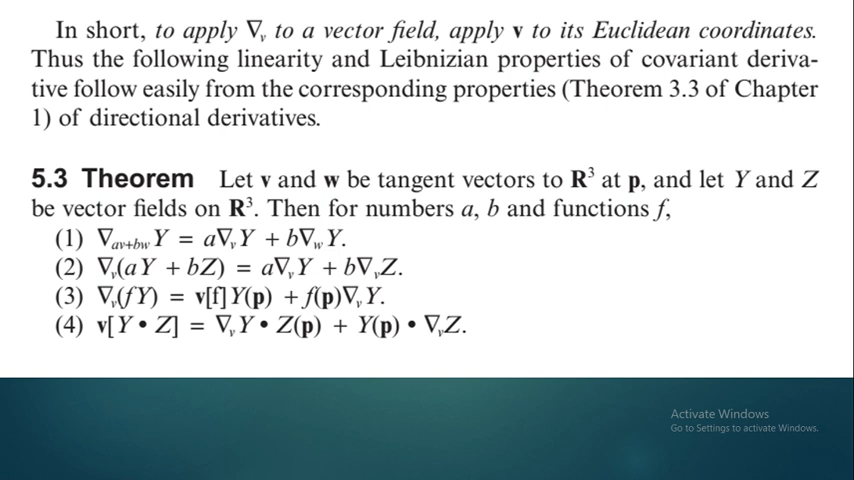 In short, to apply ∇ᵥ to a vector field, apply v to its Euclidean coordinates.
Thus the following linearity and Leibnizian properties of covariant deriva-
tive follow easily from the corresponding properties (Theorem 3.3 of Chapter
1) of directional derivatives.
5.3 Theorem Let v and w be tangent vectors to R³ at p, and let Y and Z
be vector fields on R³. Then for numbers a, b and functions f,
(1) ∇_{av+bw} Y = a∇ᵥY + b∇_w Y.
(2) ∇ᵥ(aY + bZ) = a∇ᵥY + b∇ᵥZ.
(3) ∇ᵥ(fY) = v[f]Y(p) + f(p)∇ᵥY.
(4) v[Y • Z] = ∇ᵥY • Z(p) + Y(p) • ∇ᵥZ.
Activate Windows
Go to Settings to activate Windows.